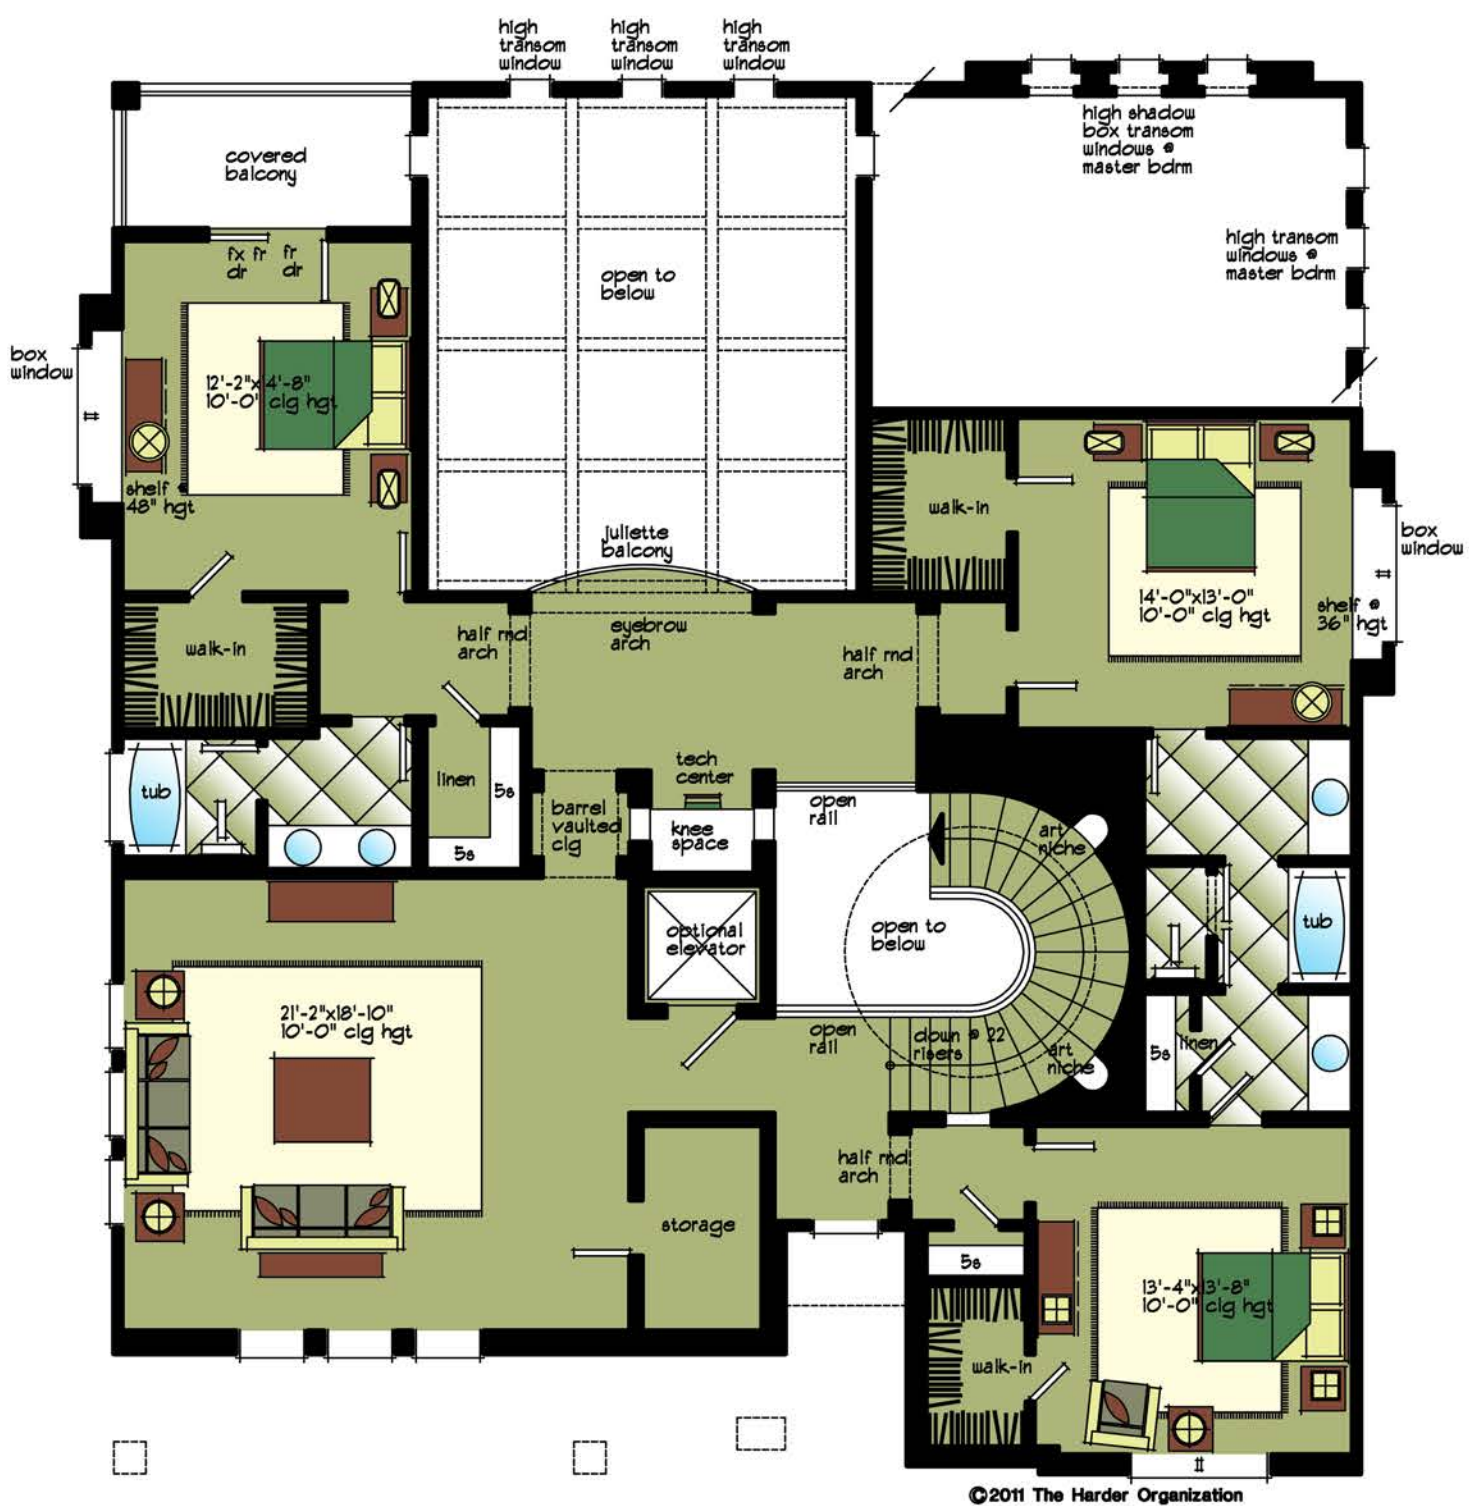 high
transom
window
high
transom
window
high
transom
window
high shadow
box transom
windows @
master bdrm
covered
balcony
high transom
windows @
master bdrm
fx fr
dr
fr
dr
open to
below
box
window
12'-2"x14'-8"
10'-0" clg hgt
shelf @
48" hgt
walk-in
juliette
balcony
box
window
14'-0"x13'-0"
10'-0" clg hgt
shelf @
36" hgt
walk-in
half rnd
arch
eyebrow
arch
half rnd
arch
tub
linen
5s
5s
tech
center
barrel
vaulted
clg
knee
space
open
rail
art
niche
optional
elevator
open to
below
tub
21'-2"x18'-10"
10'-0" clg hgt
open
rail
down @ 22
risers
art
niche
5s
linen
half rnd
arch
storage
5s
13'-4"x13'-8"
10'-0" clg hgt
walk-in
©2011 The Harder Organization